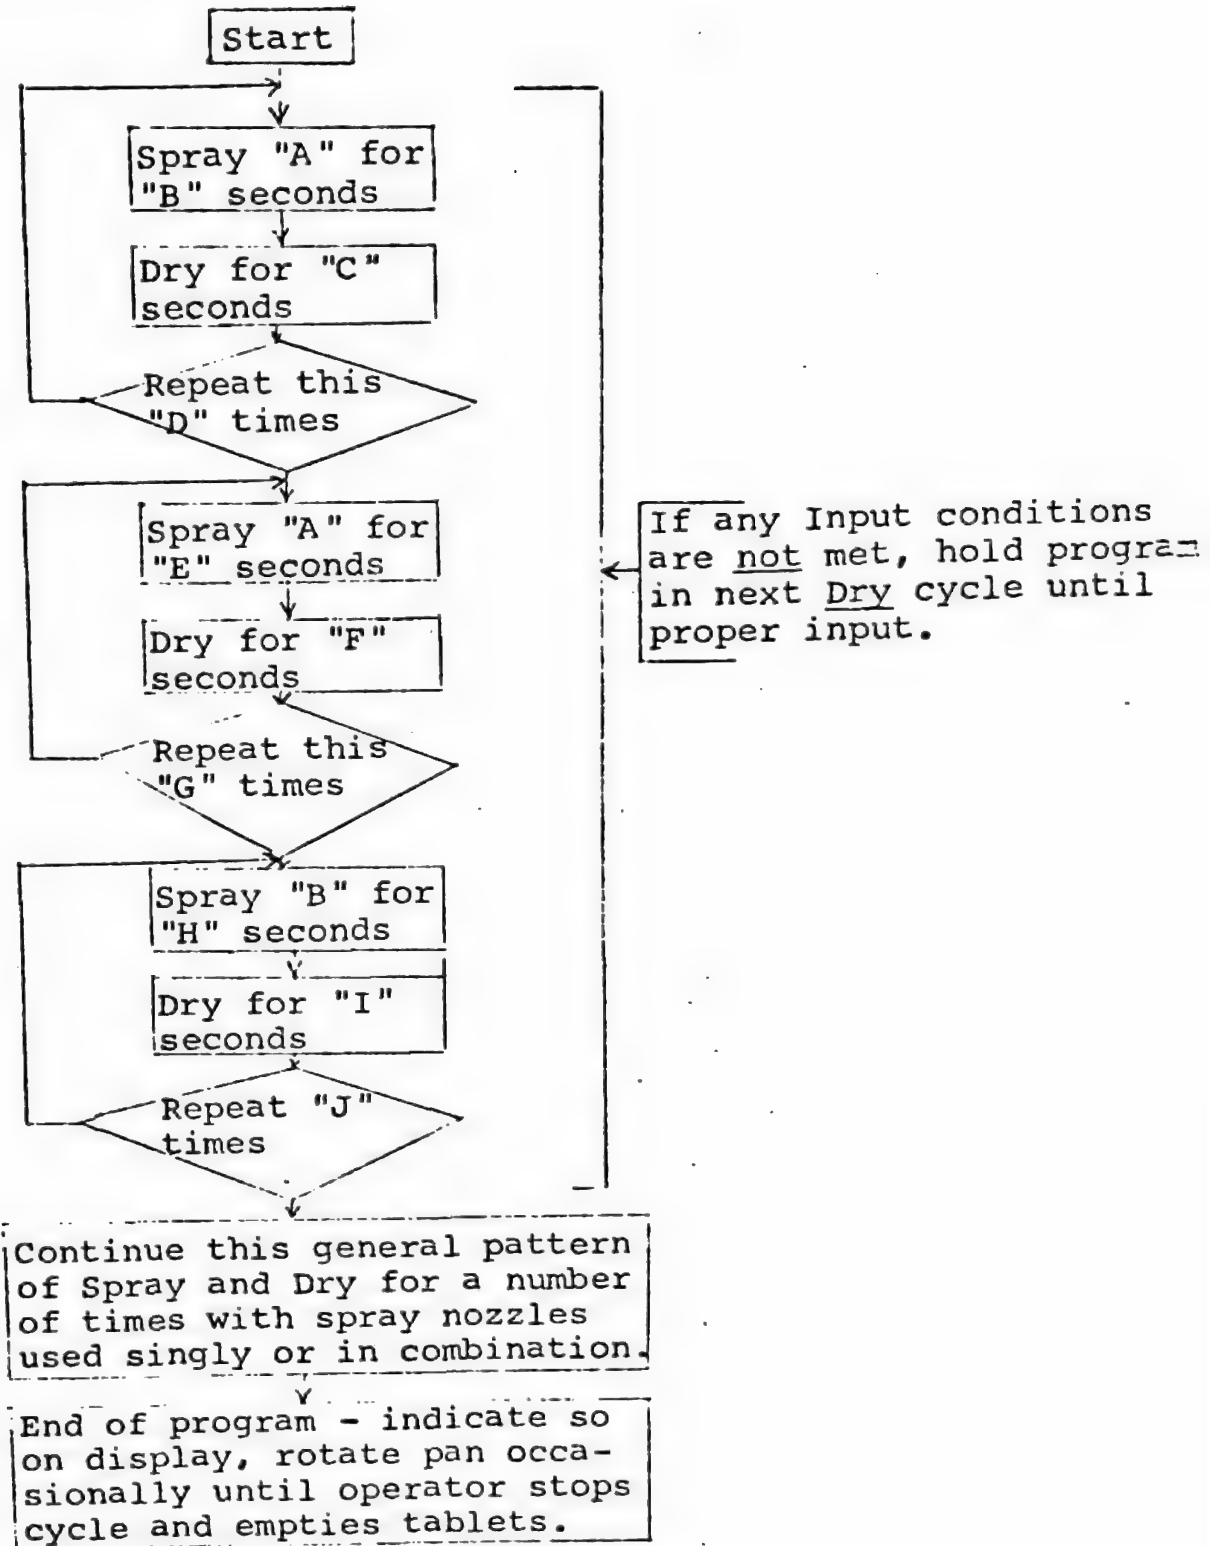 Start
Spray "A" for
"B" seconds
Dry for "C"
seconds
Repeat this
"D" times
Spray "A" for
"E" seconds
Dry for "F"
seconds
Repeat this
"G" times
Spray "B" for
"H" seconds
Dry for "I"
seconds
Repeat "J"
times
Continue this general pattern
of Spray and Dry for a number
of times with spray nozzles
used singly or in combination.
End of program - indicate so
on display, rotate pan occa-
sionally until operator stops
cycle and empties tablets.
If any Input conditions
are not met, hold program
in next Dry cycle until
proper input.